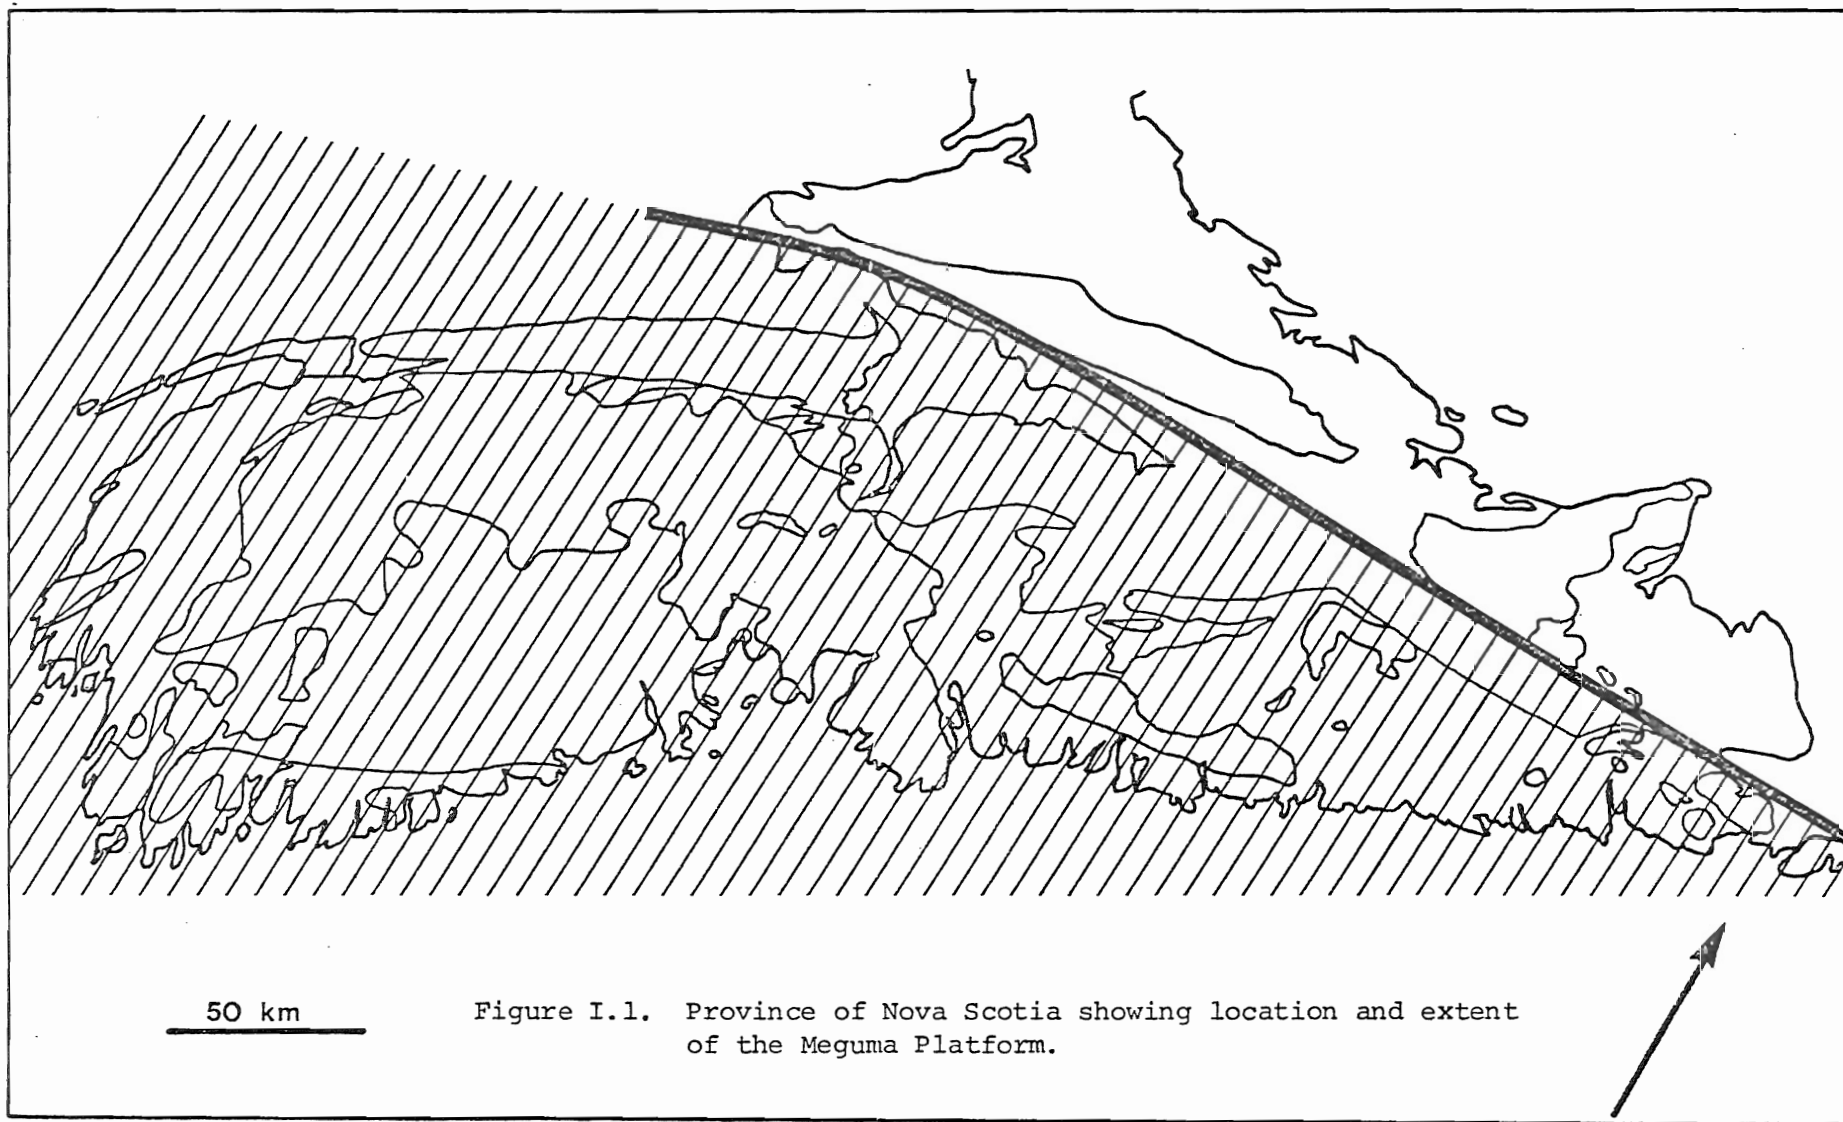 50 km
Figure I.1. Province of Nova Scotia showing location and extent
of the Meguma Platform.